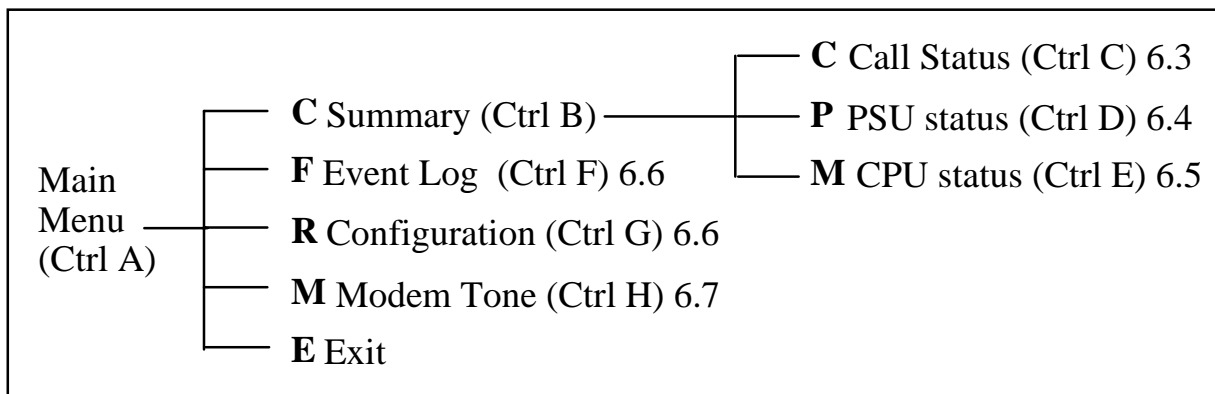 Main
Menu
(Ctrl A)
C Summary (Ctrl B)
F Event Log (Ctrl F) 6.6
R Configuration (Ctrl G) 6.6
M Modem Tone (Ctrl H) 6.7
E Exit
C Call Status (Ctrl C) 6.3
P PSU status (Ctrl D) 6.4
M CPU status (Ctrl E) 6.5